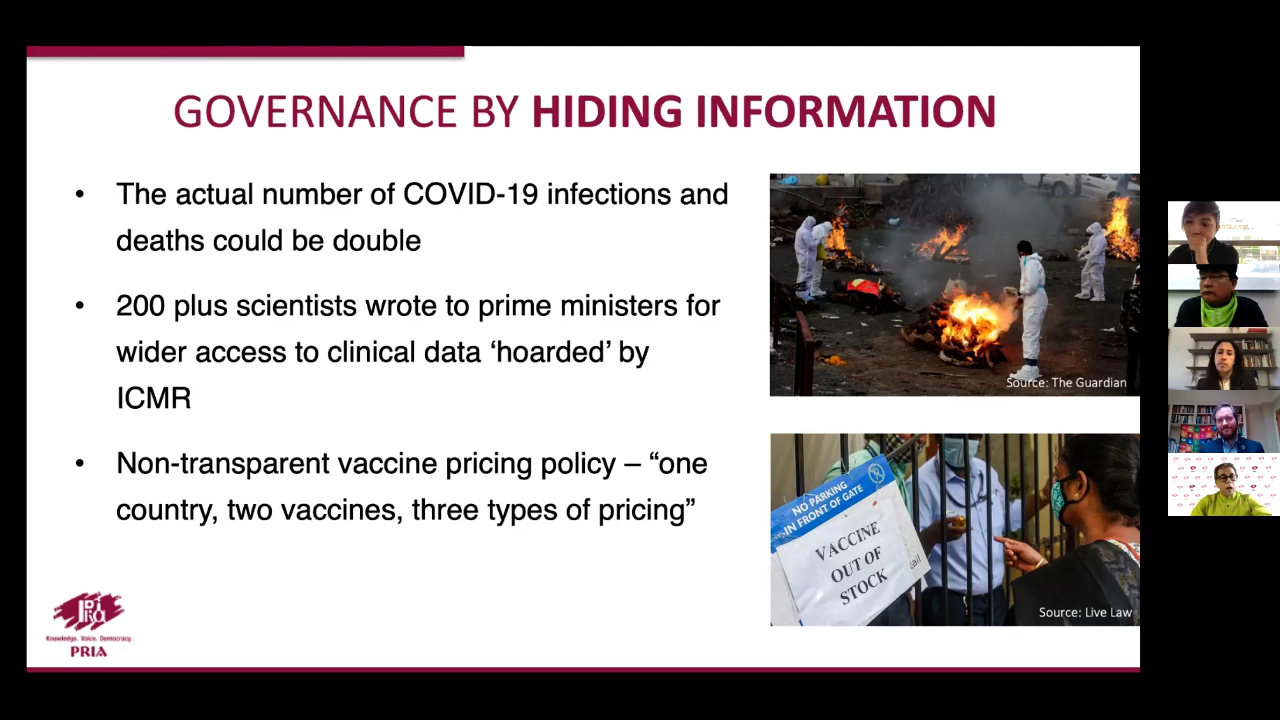 GOVERNANCE BY HIDING INFORMATION
• The actual number of COVID-19 infections and
deaths could be double
• 200 plus scientists wrote to prime ministers for
wider access to clinical data ‘hoarded’ by
ICMR
• Non-transparent vaccine pricing policy – “one
country, two vaccines, three types of pricing”
Source: The Guardian
NO PARKING
IN FRONT OF GATE
VACCINE
OUT OF
STOCK
Source: Live Law
PRIA
Knowledge. Voice. Democracy.
PRIA